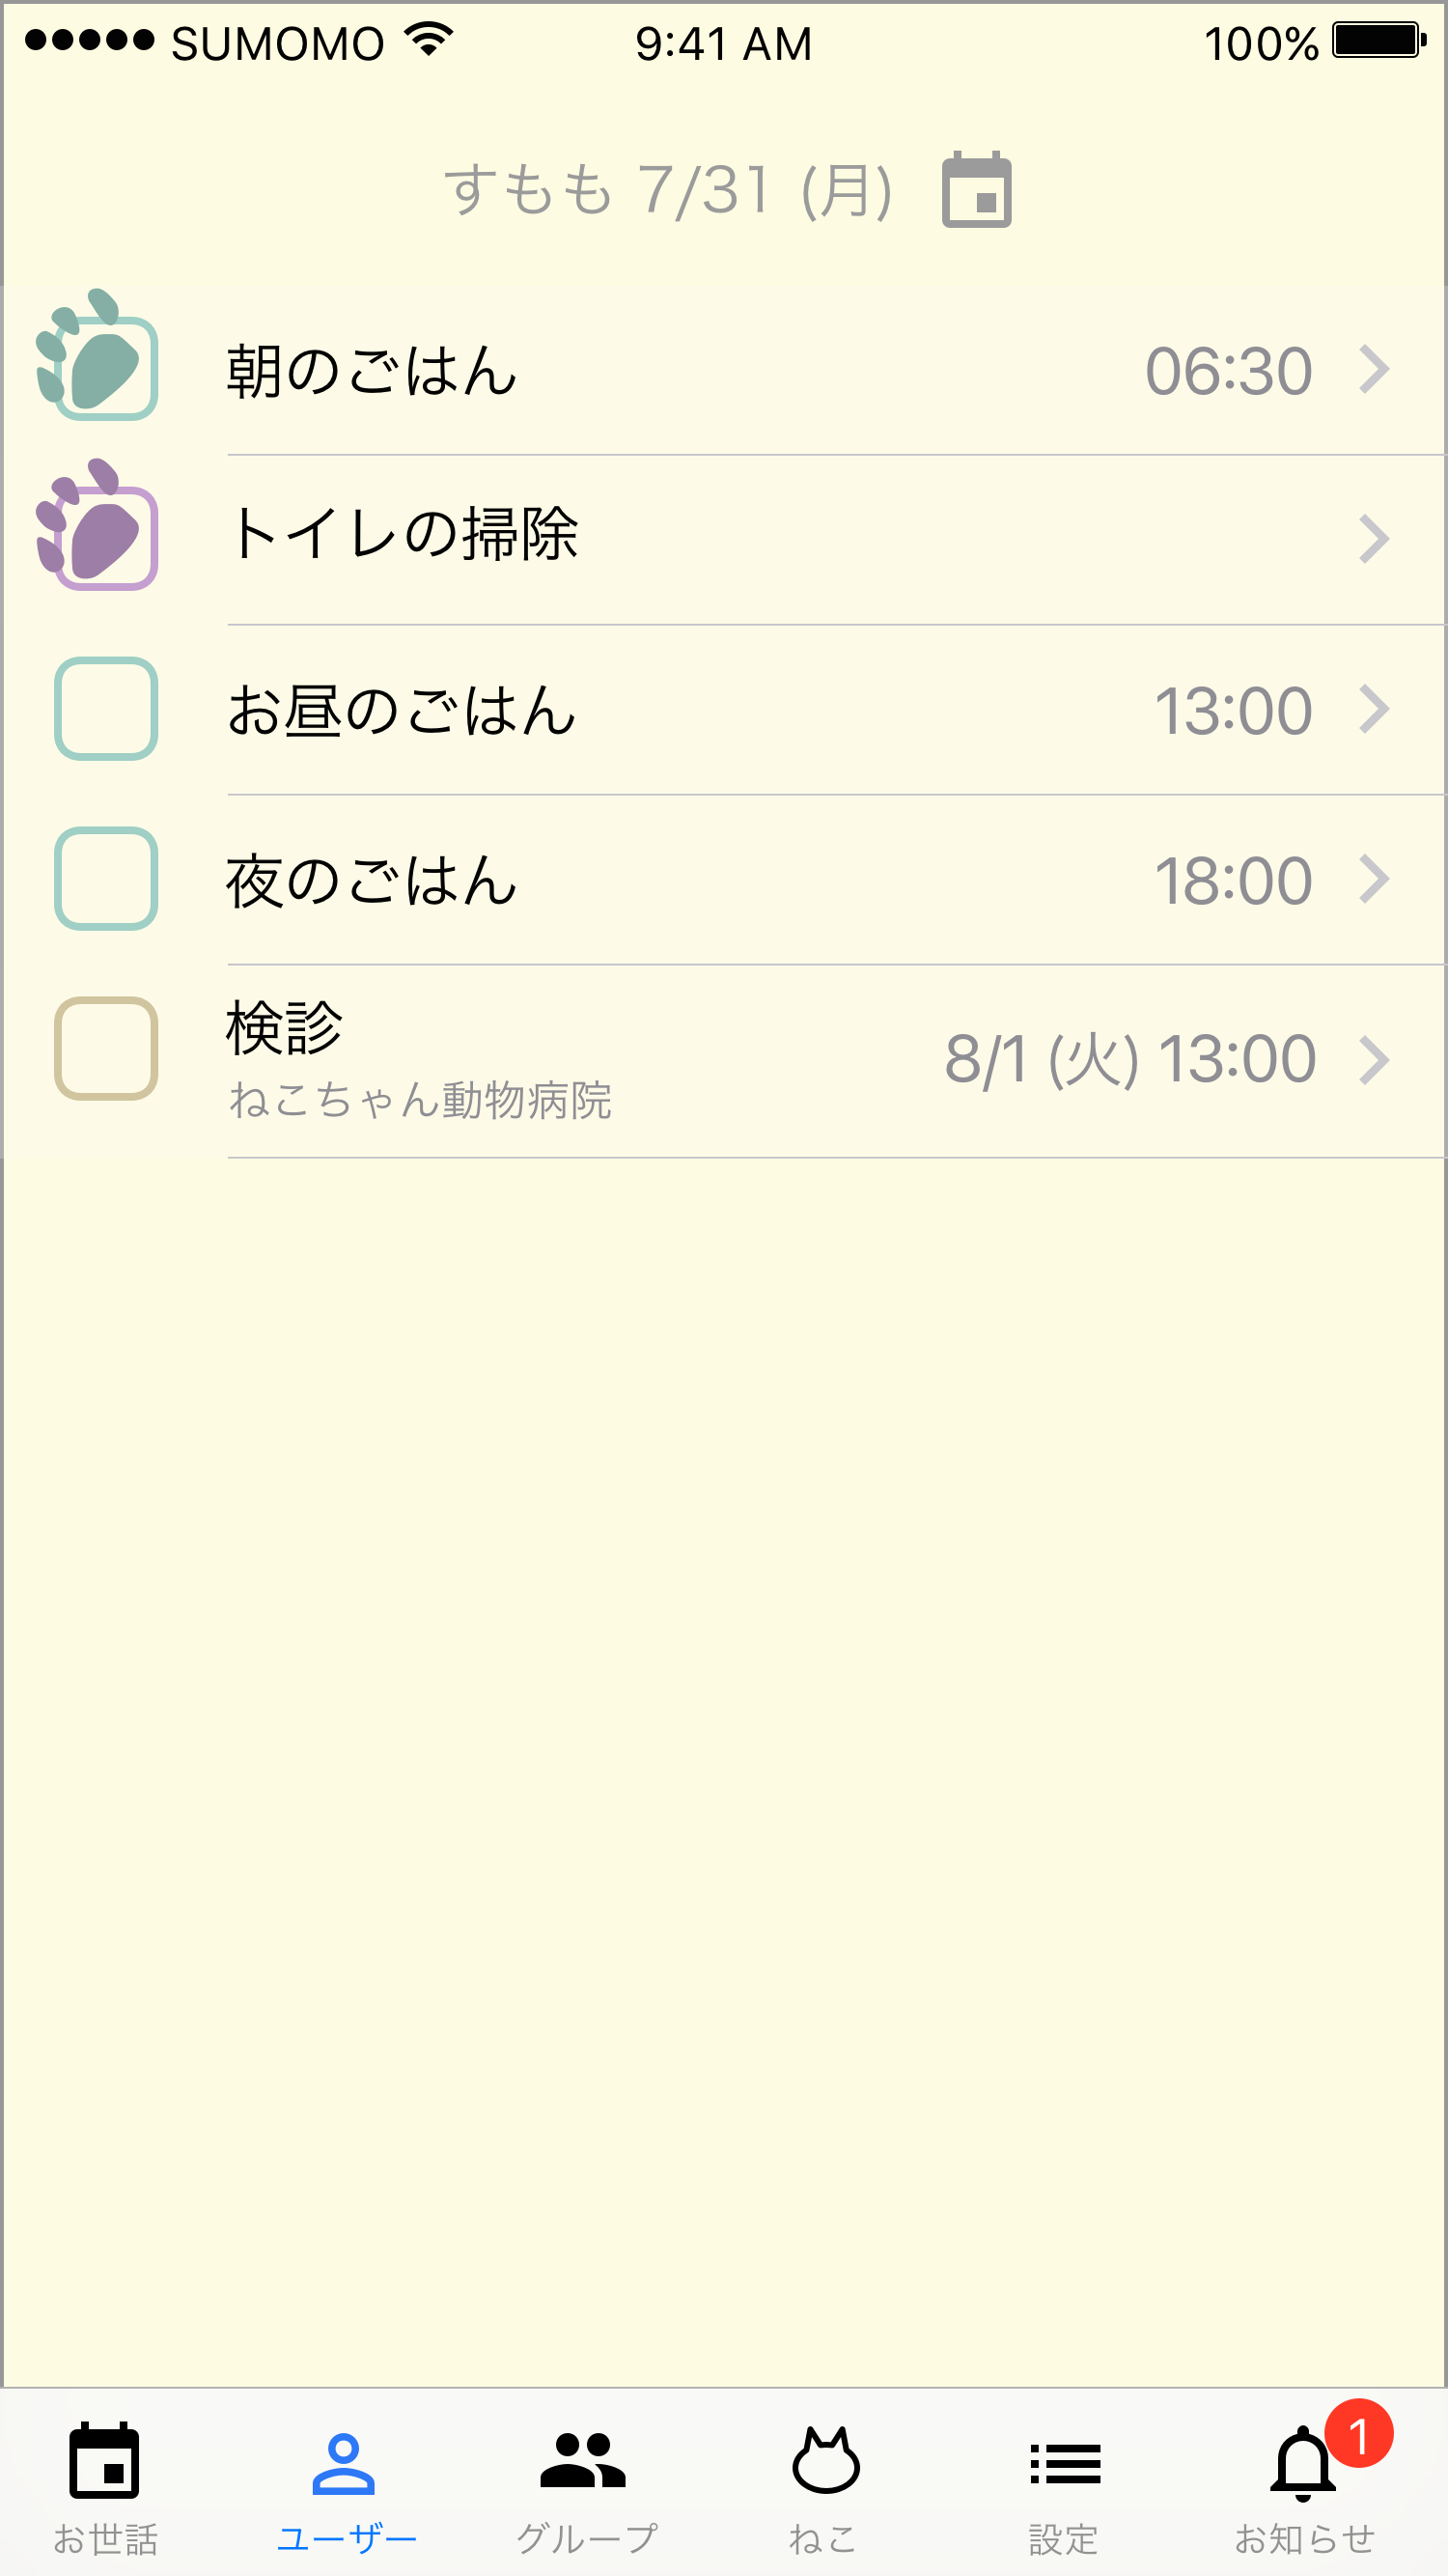 SUMOMO 9:41 AM 100%
すもも 7/31 (月)
朝のごはん 06:30
トイレの掃除
お昼のごはん 13:00
夜のごはん 18:00
検診 8/1 (火) 13:00
ねこちゃん動物病院
1
お世話 ユーザー グループ ねこ 設定 お知らせ